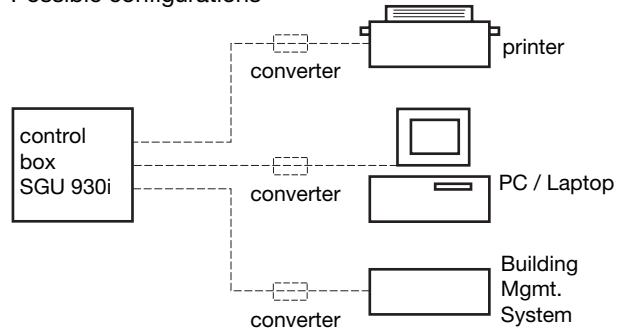 Possible configurations
printer
converter
control
box
SGU 930i
PC / Laptop
converter
Building
Mgmt.
System
converter